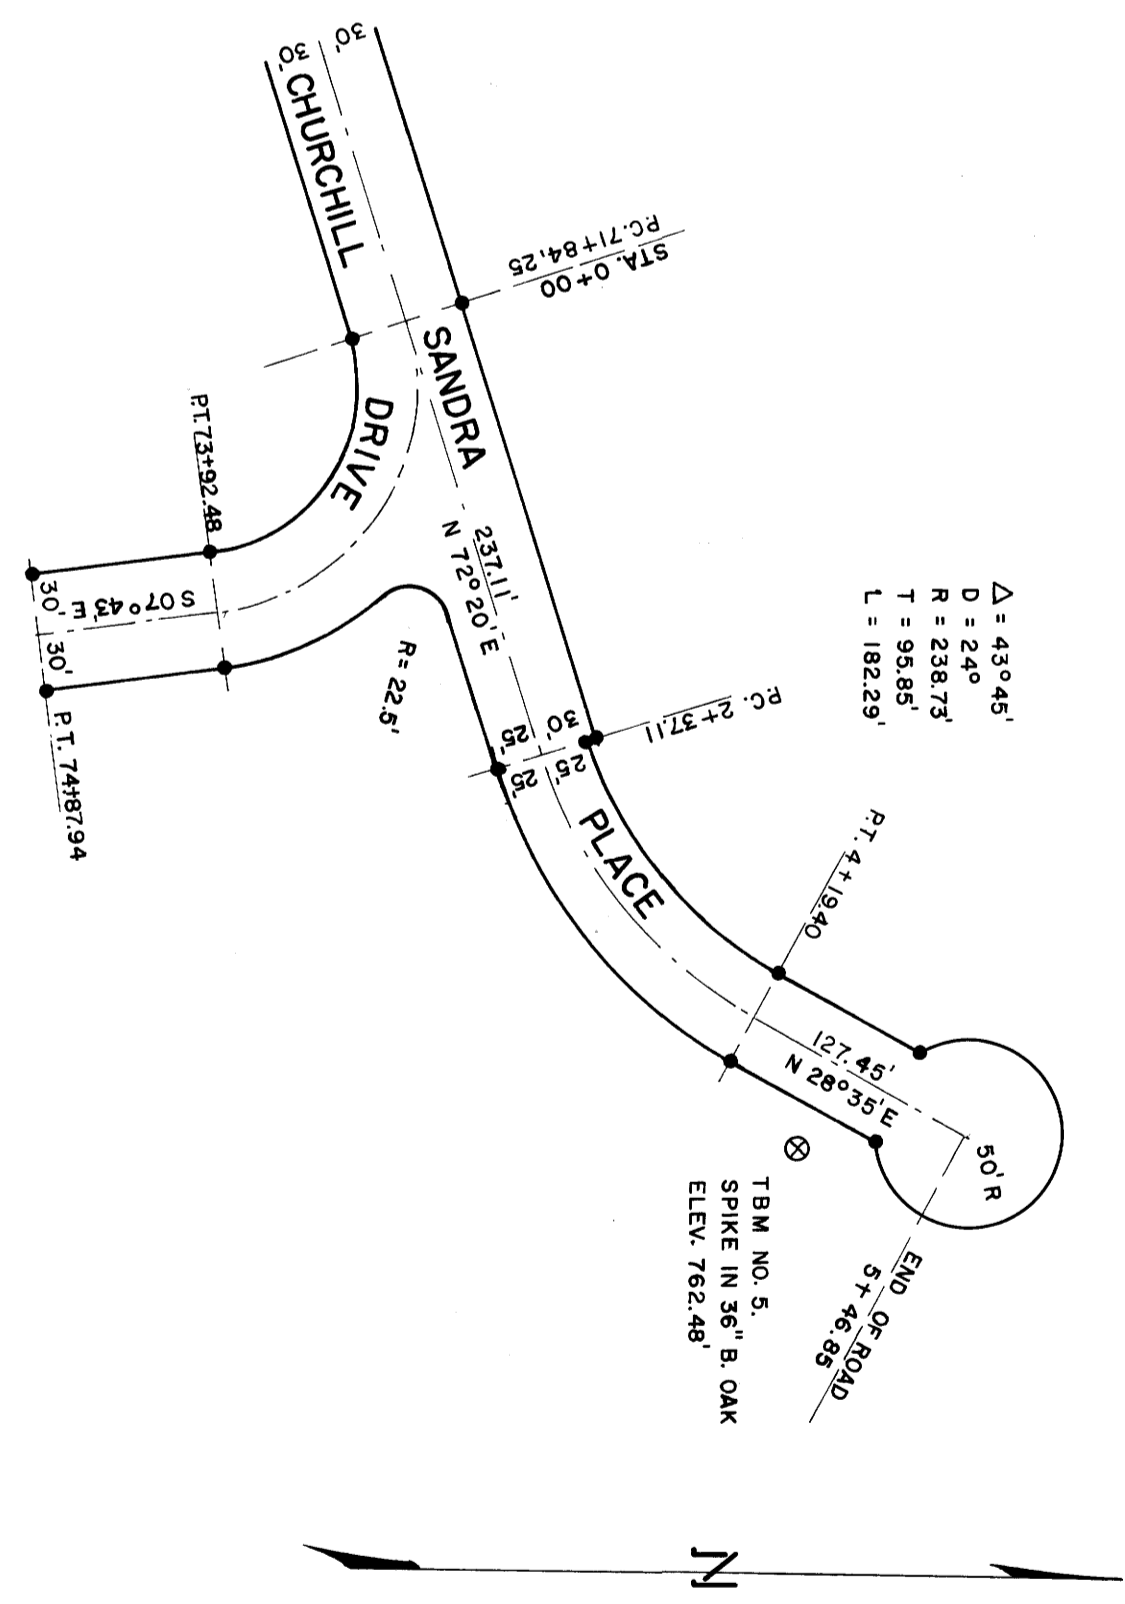 30'
30'
CHURCHILL
DRIVE
P.C. 71+84.25
STA. 0+00
SANDRA
PLACE
237.11'
N 72° 20' E
P.T. 73+92.48
S 07° 43' E
30'
30'
P.T. 74+87.94
R = 22.5'
Δ = 43° 45'
D = 24°
R = 238.73'
T = 95.85'
L = 182.29'
P.C. 2+37.11
25'
30'
25'
25'
P.T. 4+19.40
127.45'
N 28° 35' E
50' R
END OF ROAD
5+46.85
TBM NO. 5.
SPIKE IN 36" B. OAK
ELEV. 762.48'
N